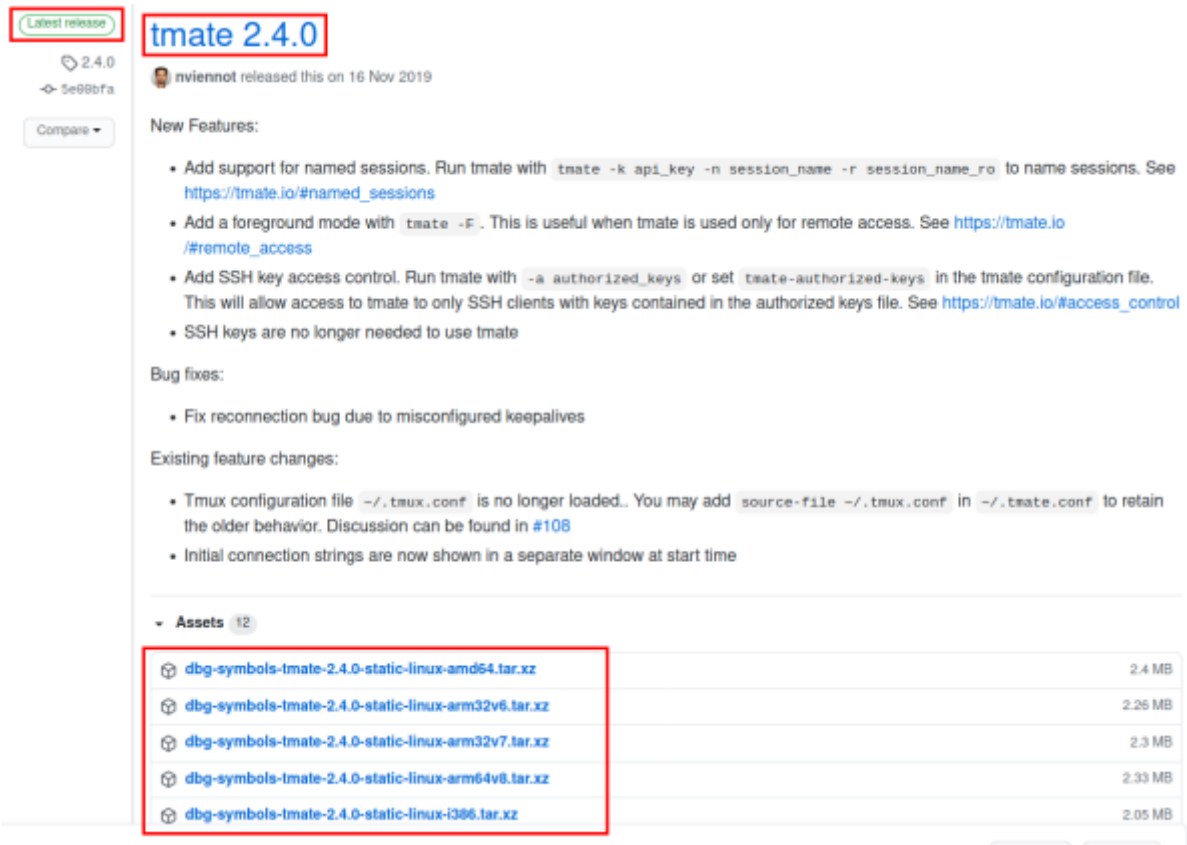 Latest release
tmate 2.4.0
2.4.0
nviennot released this on 16 Nov 2019
5e00bfa
Compare
New Features:
• Add support for named sessions. Run tmate with tmate -k api_key -n session_name -r session_name_ro to name sessions. See
https://tmate.io/#named_sessions
• Add a foreground mode with tmate -F . This is useful when tmate is used only for remote access. See https://tmate.io
/#remote_access
• Add SSH key access control. Run tmate with -a authorized_keys or set tmate-authorized-keys in the tmate configuration file.
This will allow access to tmate to only SSH clients with keys contained in the authorized keys file. See https://tmate.io/#access_control
• SSH keys are no longer needed to use tmate
Bug fixes:
• Fix reconnection bug due to misconfigured keepalives
Existing feature changes:
• Tmux configuration file ~/.tmux.conf is no longer loaded.. You may add source-file ~/.tmux.conf in ~/.tmate.conf to retain
the older behavior. Discussion can be found in #108
• Initial connection strings are now shown in a separate window at start time
Assets 12
dbg-symbols-tmate-2.4.0-static-linux-amd64.tar.xz 2.4 MB
dbg-symbols-tmate-2.4.0-static-linux-arm32v6.tar.xz 2.26 MB
dbg-symbols-tmate-2.4.0-static-linux-arm32v7.tar.xz 2.3 MB
dbg-symbols-tmate-2.4.0-static-linux-arm64v8.tar.xz 2.33 MB
dbg-symbols-tmate-2.4.0-static-linux-i386.tar.xz 2.05 MB